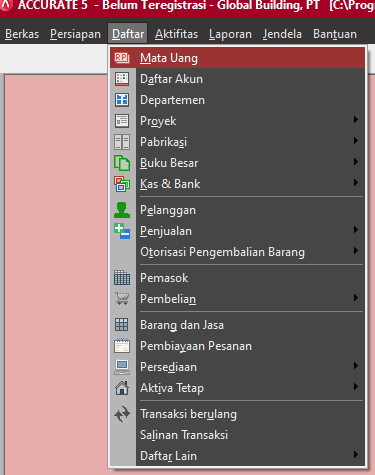 ACCURATE 5 - Belum Teregistrasi - Global Building, PT [C:\Prog
Berkas Persiapan Daftar Aktifitas Laporan Jendela Bantuan
Mata Uang
Daftar Akun
Departemen
Proyek
Pabrikasi
Buku Besar
Kas & Bank
Pelanggan
Penjualan
Otorisasi Pengembalian Barang
Pemasok
Pembelian
Barang dan Jasa
Pembiayaan Pesanan
Persediaan
Aktiva Tetap
Transaksi berulang
Salinan Transaksi
Daftar Lain